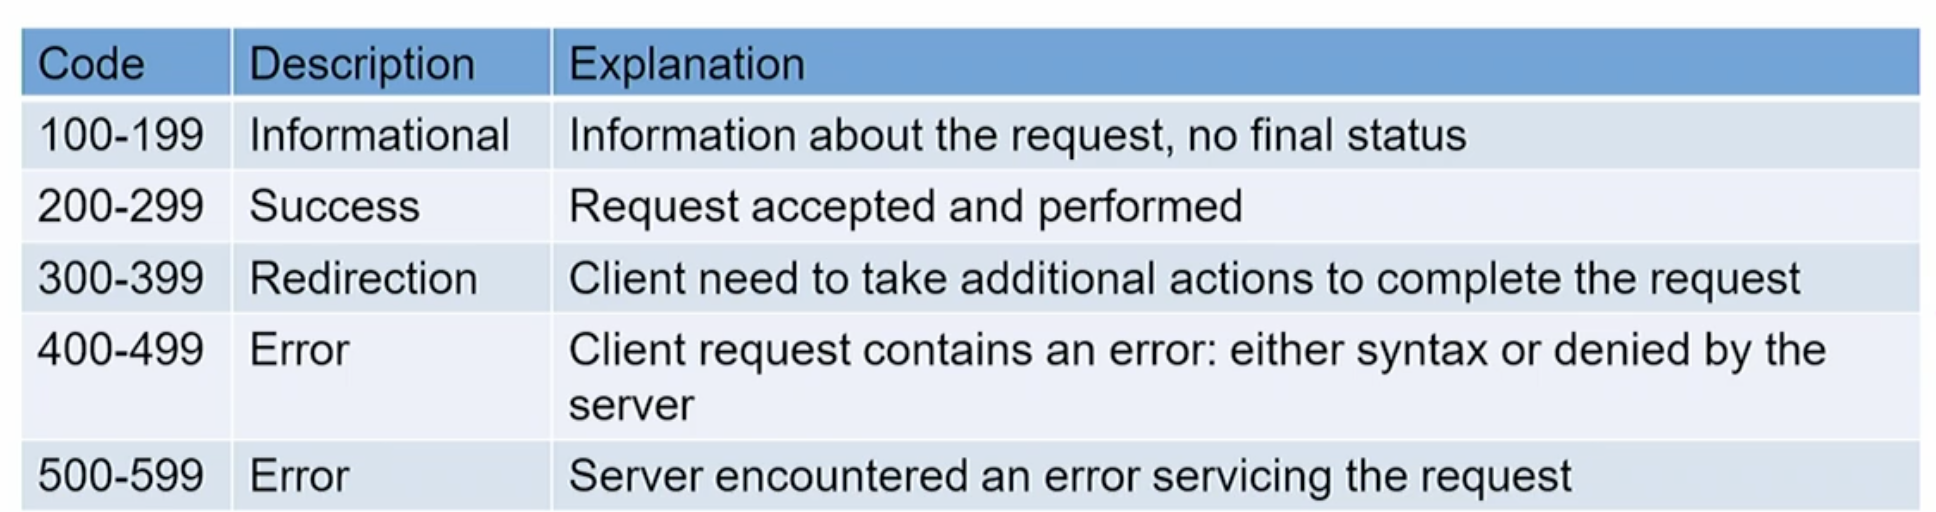 Code Description Explanation
100-199 Informational Information about the request, no final status
200-299 Success Request accepted and performed
300-399 Redirection Client need to take additional actions to complete the request
400-499 Error Client request contains an error: either syntax or denied by the
server
500-599 Error Server encountered an error servicing the request